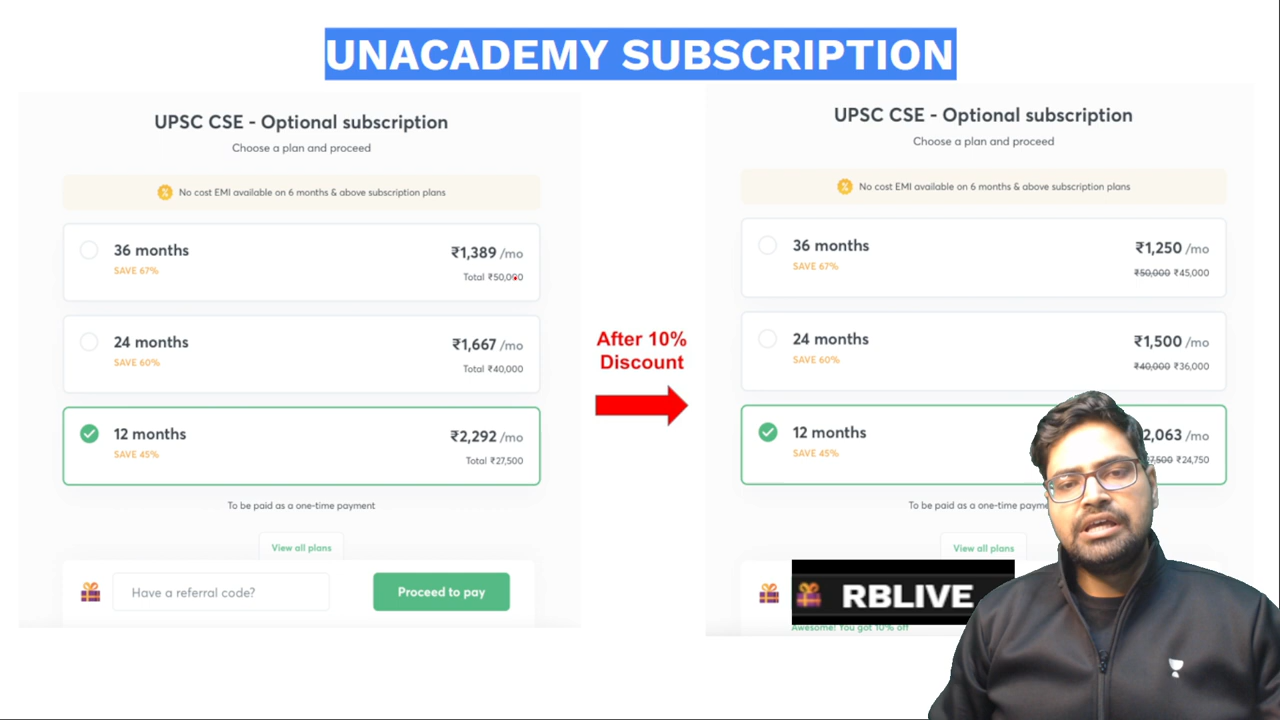 UNACADEMY SUBSCRIPTION
UPSC CSE - Optional subscription
Choose a plan and proceed
No cost EMI available on 6 months & above subscription plans
36 months
₹1,389 /mo
SAVE 67%
Total ₹50,000
24 months
₹1,667 /mo
SAVE 60%
Total ₹40,000
12 months
₹2,292 /mo
SAVE 45%
Total ₹27,500
To be paid as a one-time payment
View all plans
Have a referral code?
Proceed to pay
After 10%
Discount
UPSC CSE - Optional subscription
Choose a plan and proceed
No cost EMI available on 6 months & above subscription plans
36 months
₹1,250 /mo
SAVE 67%
₹50,000 ₹45,000
24 months
₹1,500 /mo
SAVE 60%
₹40,000 ₹36,000
12 months
2,063 /mo
SAVE 45%
7,500 ₹24,750
To be paid as a one-time
View all plans
RBLIVE
Awesome! You got 10% off